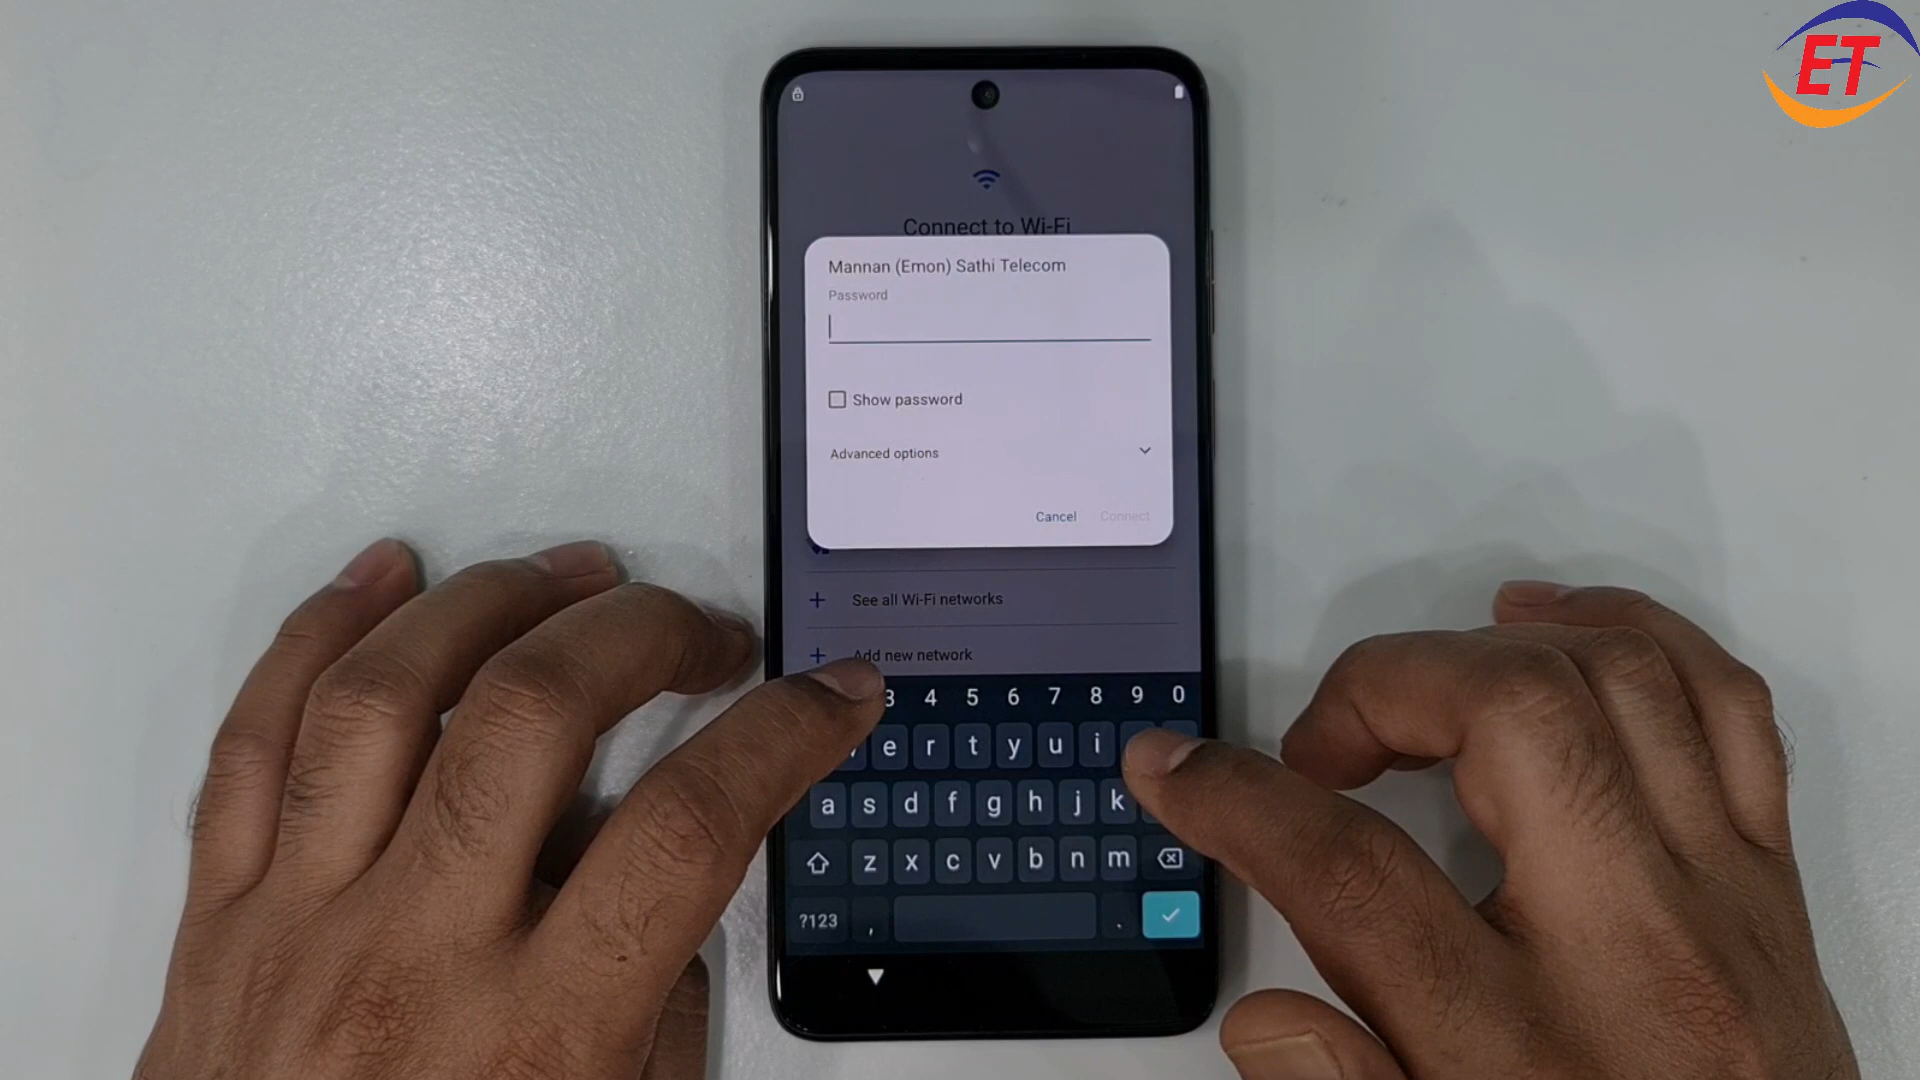 ET
Connect to Wi-Fi
Mannan (Emon) Sathi Telecom
Password
Show password
Advanced options
Cancel Connect
See all Wi-Fi networks
Add new network
3 4 5 6 7 8 9 0
e r t y u i
a s d f g h j k
z x c v b n m
?123 , .